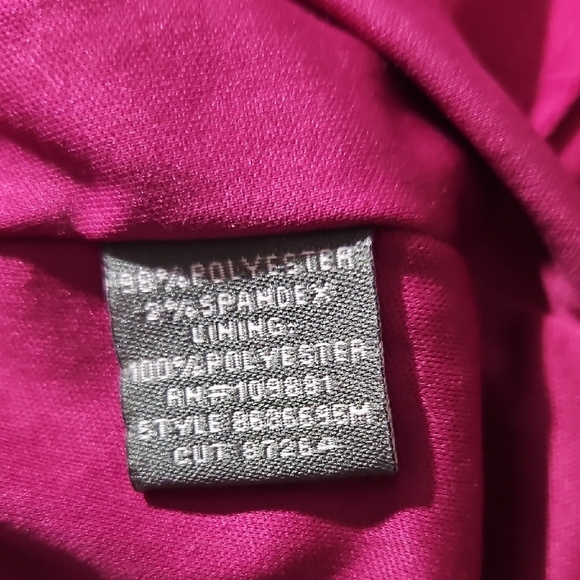 98%POLYESTER
2%SPANDEX
LINING:
100%POLYESTER
RN#109881
STYLE
CUT